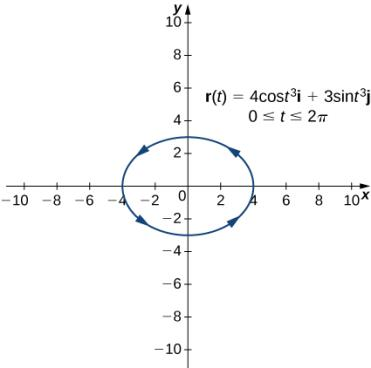 y
10
8
6
r(t) = 4cost³i + 3sint³j
0 ≤ t ≤ 2π
4
2
−10 −8 −6 −4 −2 0 2 4 6 8 10 x
−2
−4
−6
−8
−10